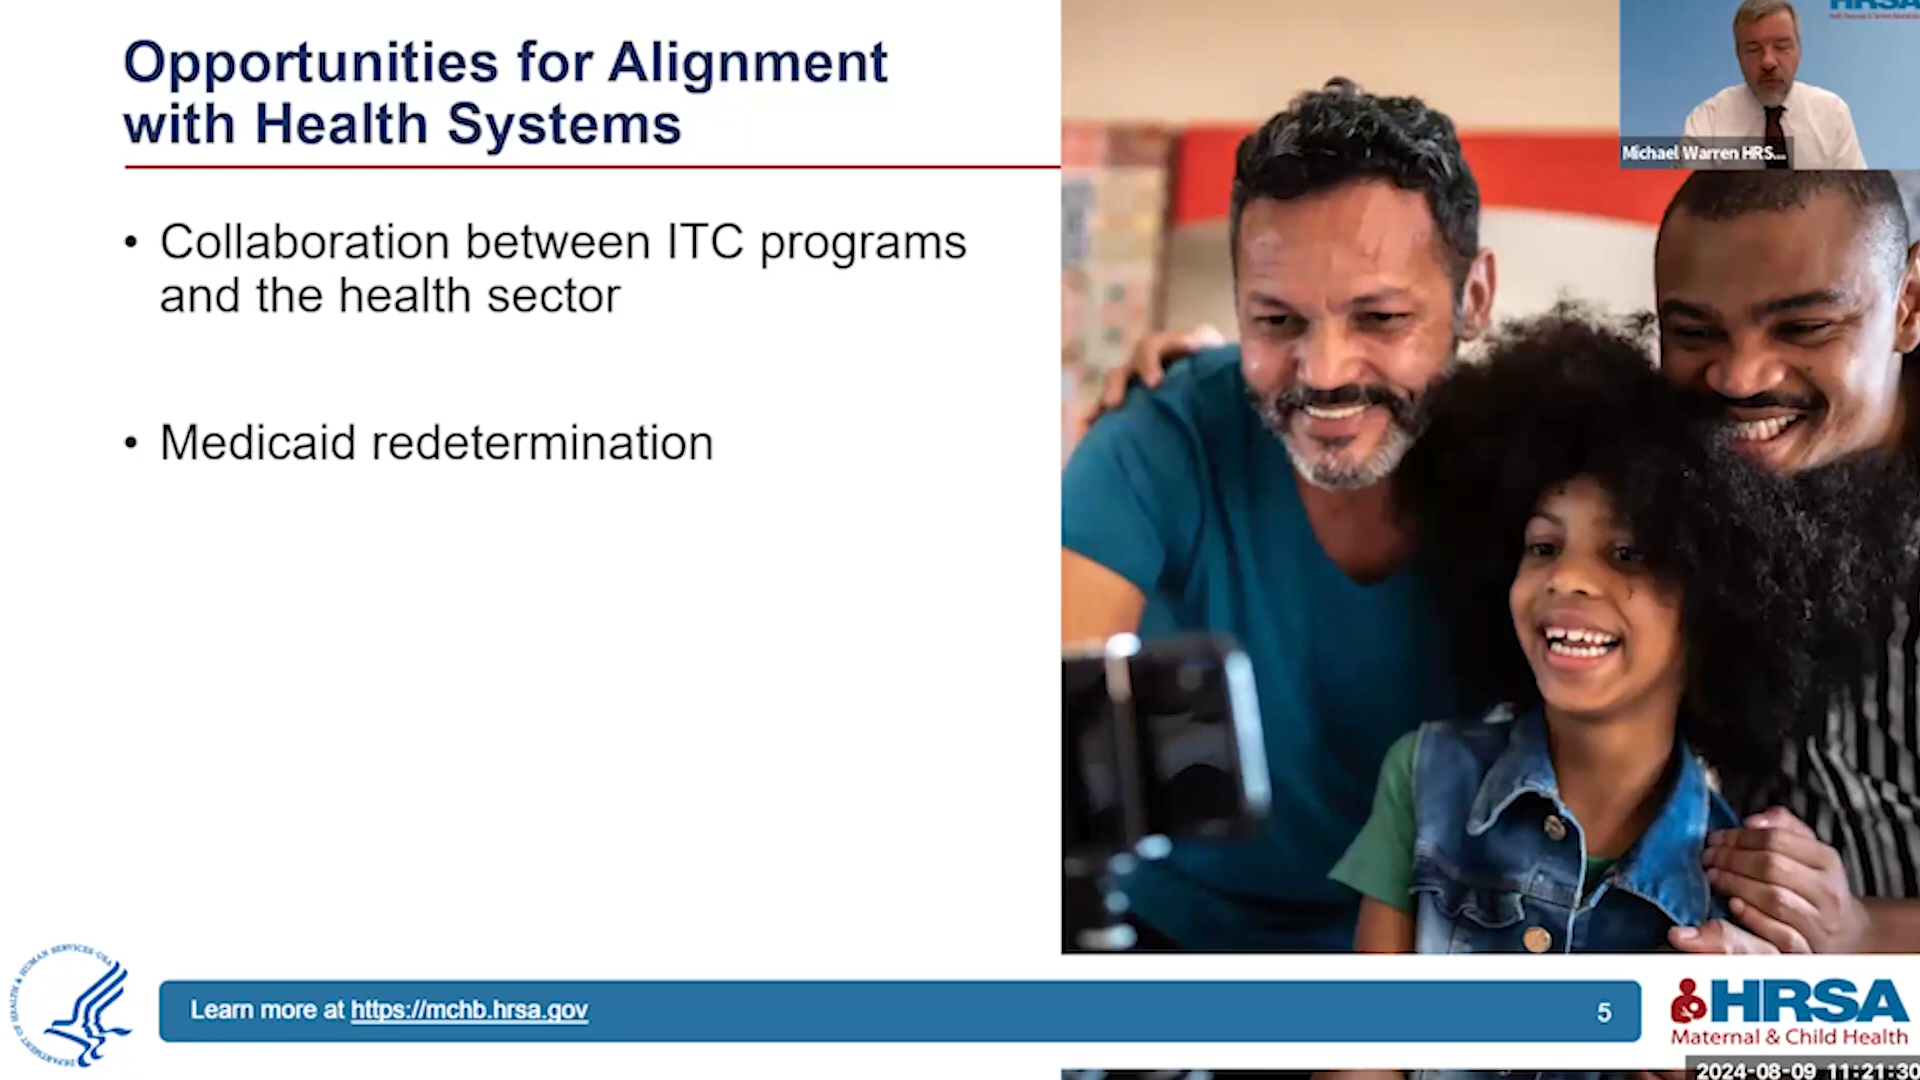 Opportunities for Alignment
with Health Systems
• Collaboration between ITC programs
and the health sector
• Medicaid redetermination
HRSA
Michael Warren HRS...
Learn more at https://mchb.hrsa.gov
5
HRSA
Maternal & Child Health
2024-08-09 11:21:30